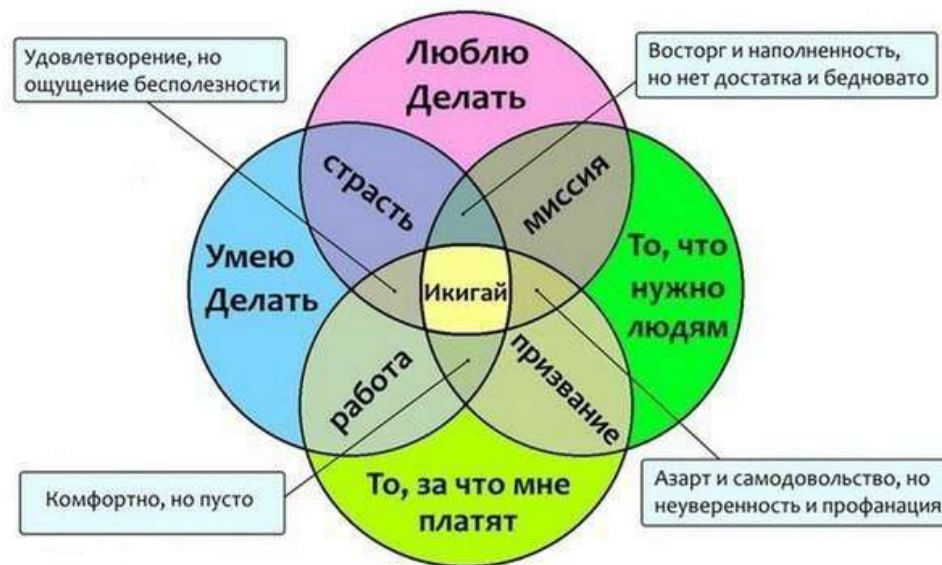 Удовлетворение, но
ощущение бесполезности
Люблю
Делать
Восторг и наполненность,
но нет достатка и бедновато
страсть
миссия
Умею
Делать
Икигай
То, что
нужно
людям
работа
призвание
Комфортно, но пусто
То, за что мне
платят
Азарт и самодовольство, но
неуверенность и профанация